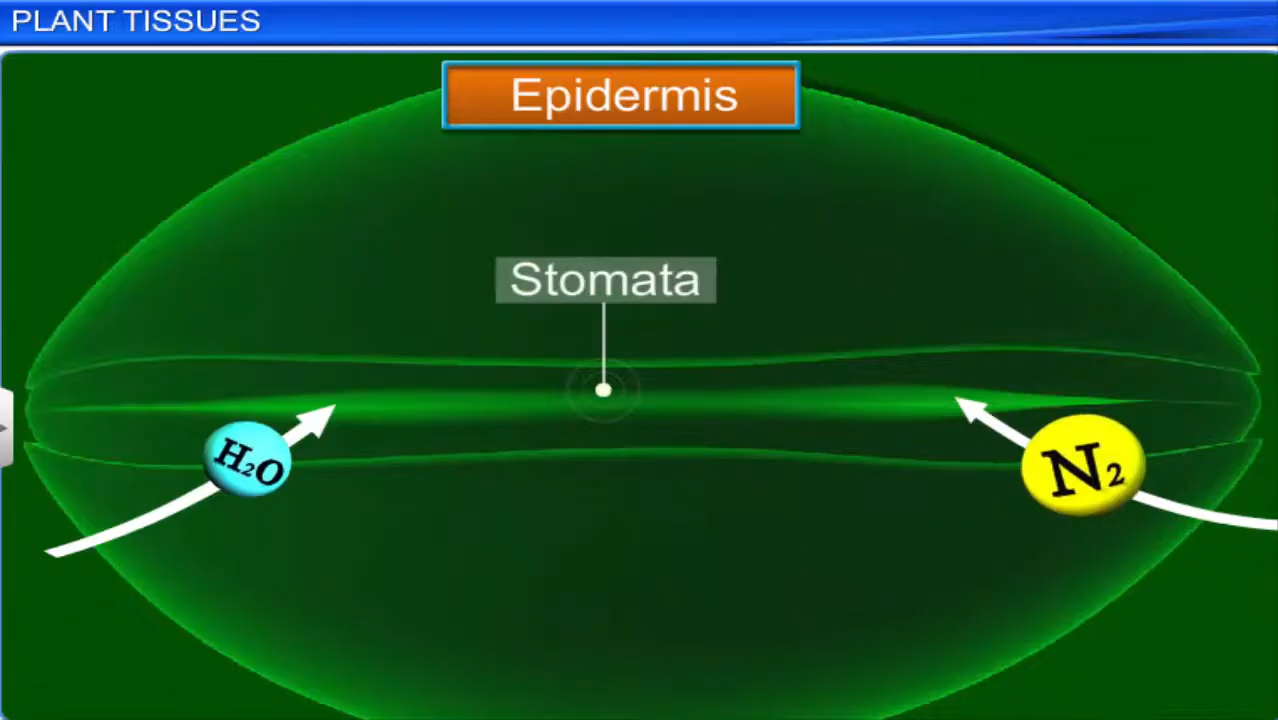 PLANT TISSUES
Epidermis
Stomata
H₂O
N₂